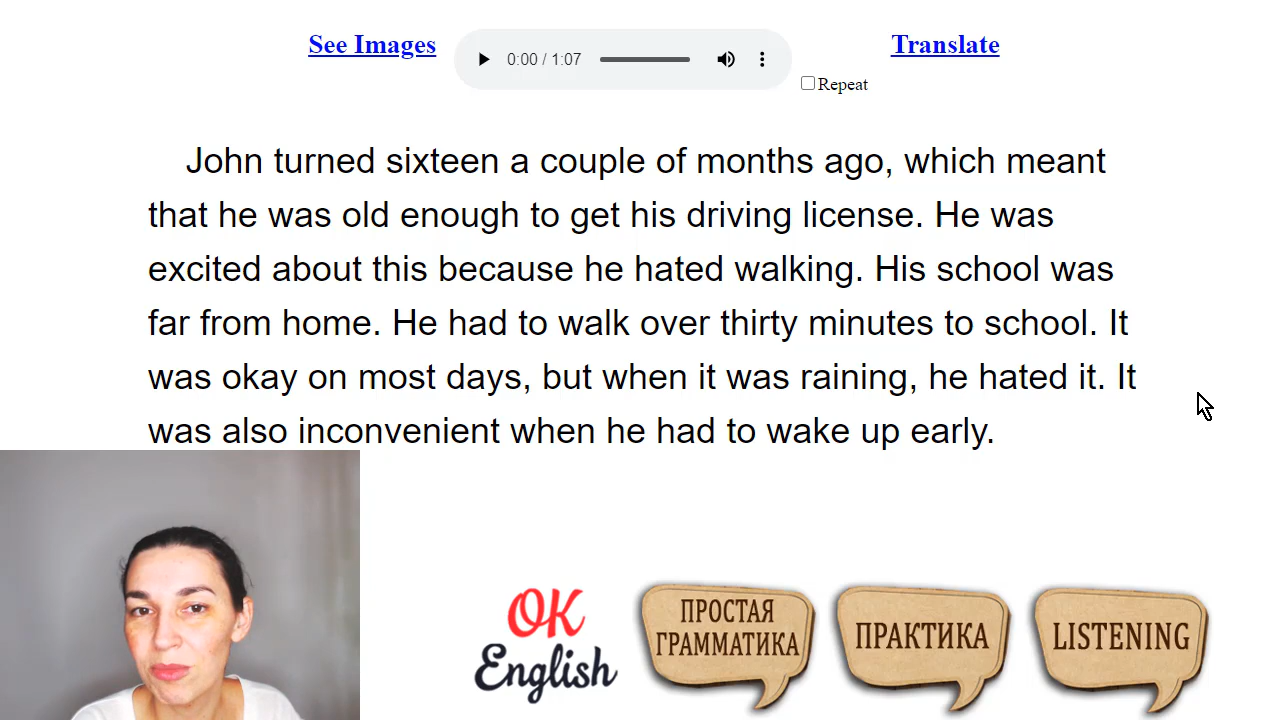 See Images
0:00 / 1:07
Translate
Repeat
John turned sixteen a couple of months ago, which meant
that he was old enough to get his driving license. He was
excited about this because he hated walking. His school was
far from home. He had to walk over thirty minutes to school. It
was okay on most days, but when it was raining, he hated it. It
was also inconvenient when he had to wake up early.
OK
English
ПРОСТАЯ
ГРАММАТИКА
ПРАКТИКА
LISTENING